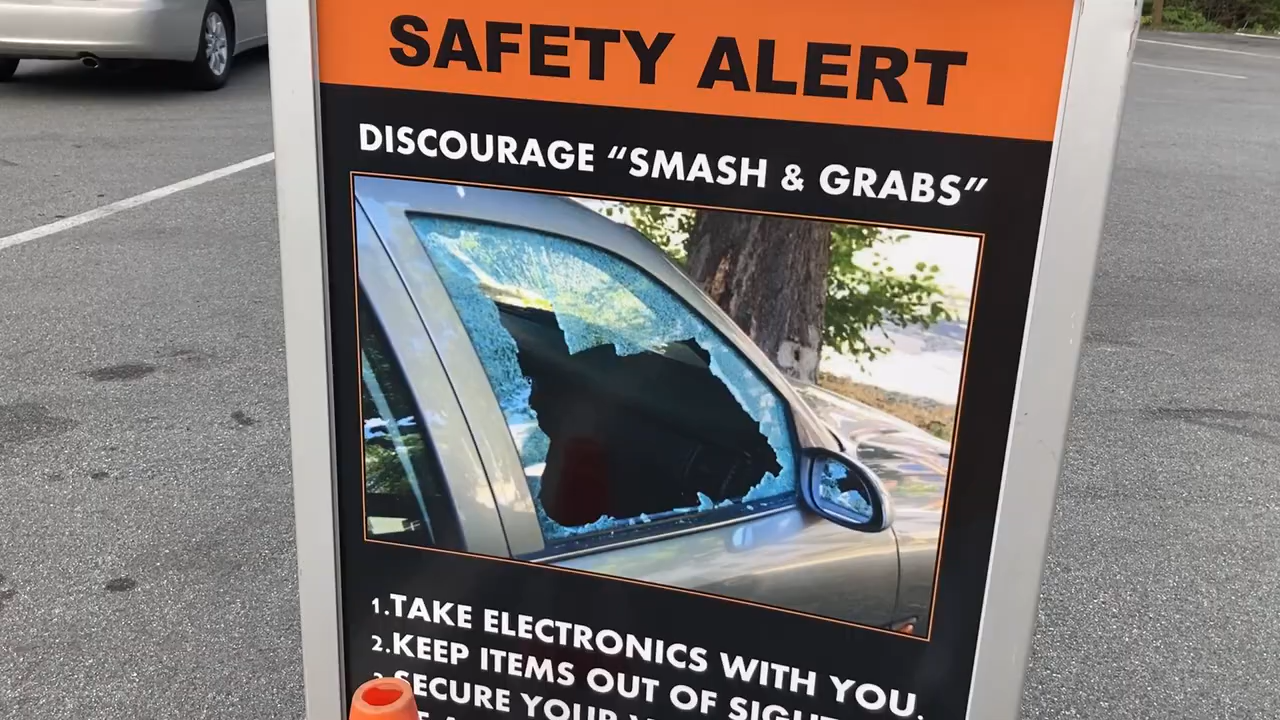 SAFETY ALERT
DISCOURAGE “SMASH & GRABS”
1.TAKE ELECTRONICS WITH YOU,
2.KEEP ITEMS OUT OF
SECURE YOUR